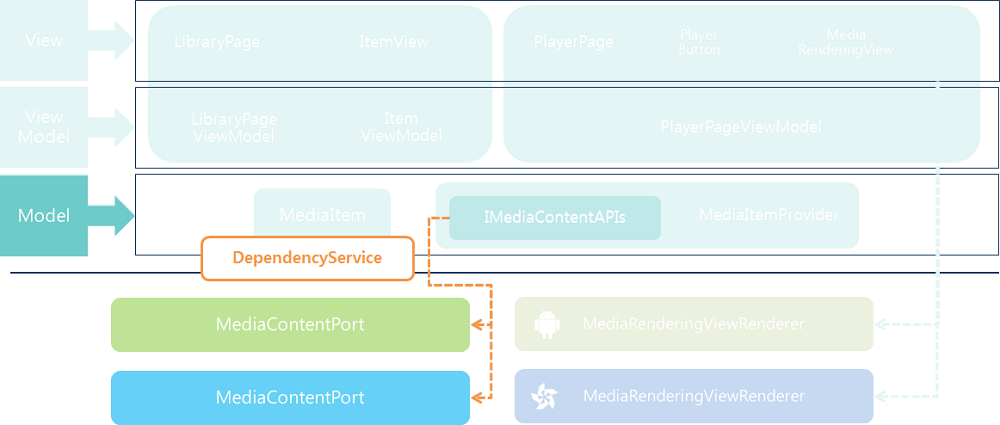 View
LibraryPage
ItemView
PlayerPage
Player
Button
Media
RenderingView
View
Model
LibraryPage
ViewModel
Item
ViewModel
PlayerPageViewModel
Model
MediaItem
IMediaContentAPIs
MediaItemProvider
DependencyService
MediaContentPort
MediaRenderingViewRenderer
MediaContentPort
MediaRenderingViewRenderer